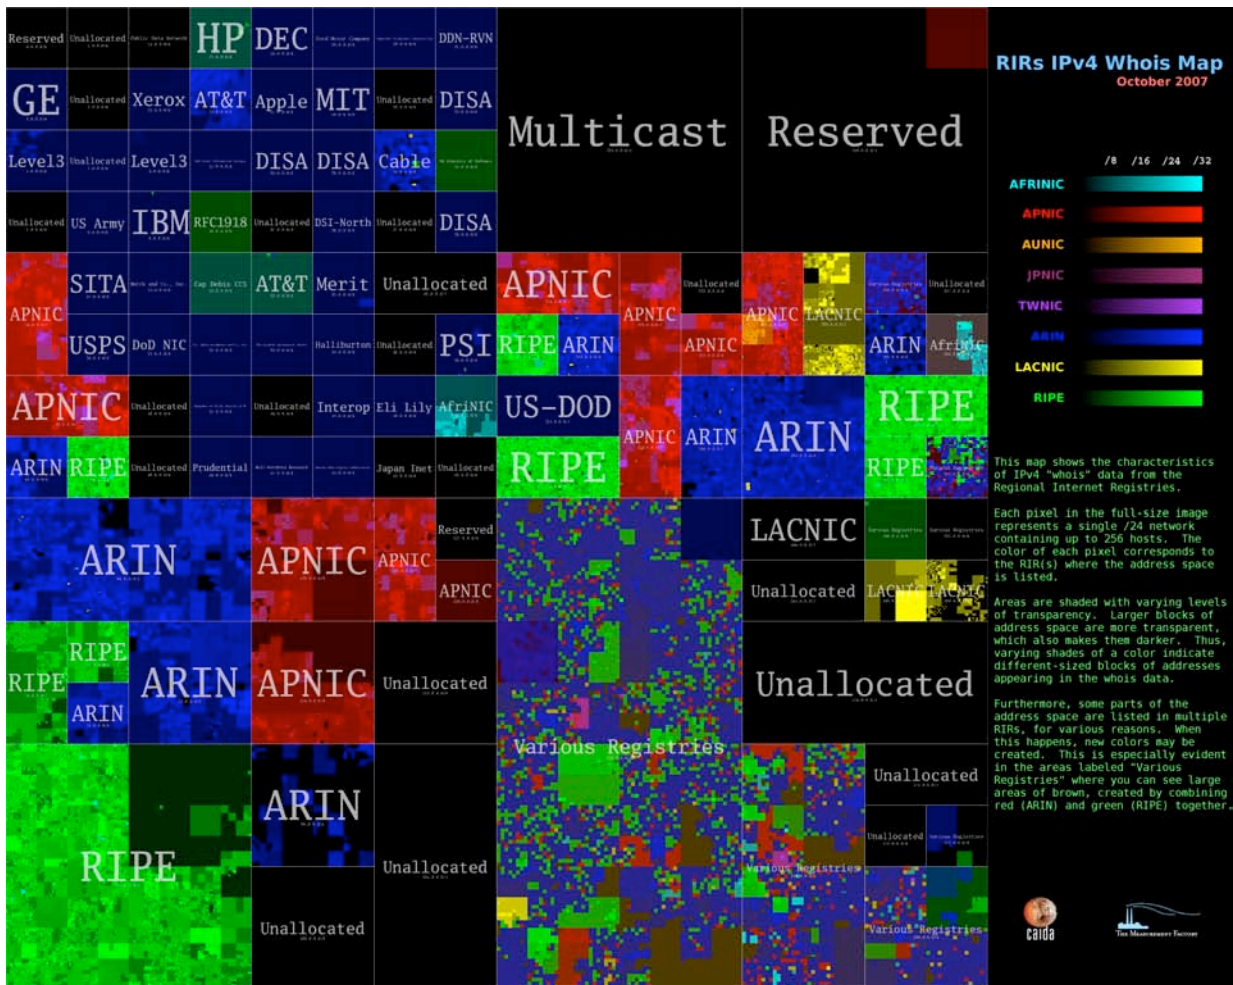 RIRs IPv4 Whois Map
October 2007
Reserved
Unallocated
HP
DEC
DDN-RVN
Multicast
Reserved
GE
Unallocated
Xerox
AT&T
Apple
MIT
Unallocated
DISA
Level3
Unallocated
Level3
DISA
DISA
Cable
Unallocated
US Army
IBM
RFC1918
Unallocated
DSI-North
Unallocated
DISA
APNIC
SITA
Cap Debis CCS
AT&T
Merit
Unallocated
APNIC
APNIC
Unallocated
APNIC
LACNIC
Unallocated
USPS
DoD NIC
Halliburton
Unallocated
PSI
RIPE
ARIN
APNIC
ARIN
AfriNIC
APNIC
Unallocated
Unallocated
Interop
Eli Lily
AfriNIC
US-DOD
APNIC
ARIN
ARIN
RIPE
ARIN
RIPE
Unallocated
Prudential
Japan Inet
Unallocated
RIPE
RIPE
ARIN
APNIC
APNIC
Reserved
APNIC
LACNIC
Unallocated
LACNIC
LACNIC
RIPE
RIPE
ARIN
ARIN
APNIC
Unallocated
Unallocated
Various Registries
RIPE
ARIN
Unallocated
Unallocated
Unallocated
Unallocated
Various Registries
Various Registries
/8 /16 /24 /32
AFRINIC
APNIC
AUNIC
JPNIC
TWNIC
ARIN
LACNIC
RIPE
This map shows the characteristics
of IPv4 "whois" data from the
Regional Internet Registries.
Each pixel in the full-size image
represents a single /24 network
containing up to 256 hosts. The
color of each pixel corresponds to
the RIR(s) where the address space
is listed.
Areas are shaded with varying levels
of transparency. Larger blocks of
address space are more transparent,
which also makes them darker. Thus,
varying shades of a color indicate
different-sized blocks of addresses
appearing in the whois data.
Furthermore, some parts of the
address space are listed in multiple
RIRs, for various reasons. When
this happens, new colors may be
created. This is especially evident
in the areas labeled "Various
Registries" where you can see large
areas of brown, created by combining
red (ARIN) and green (RIPE) together.
caida
THE MEASUREMENT FACTORY